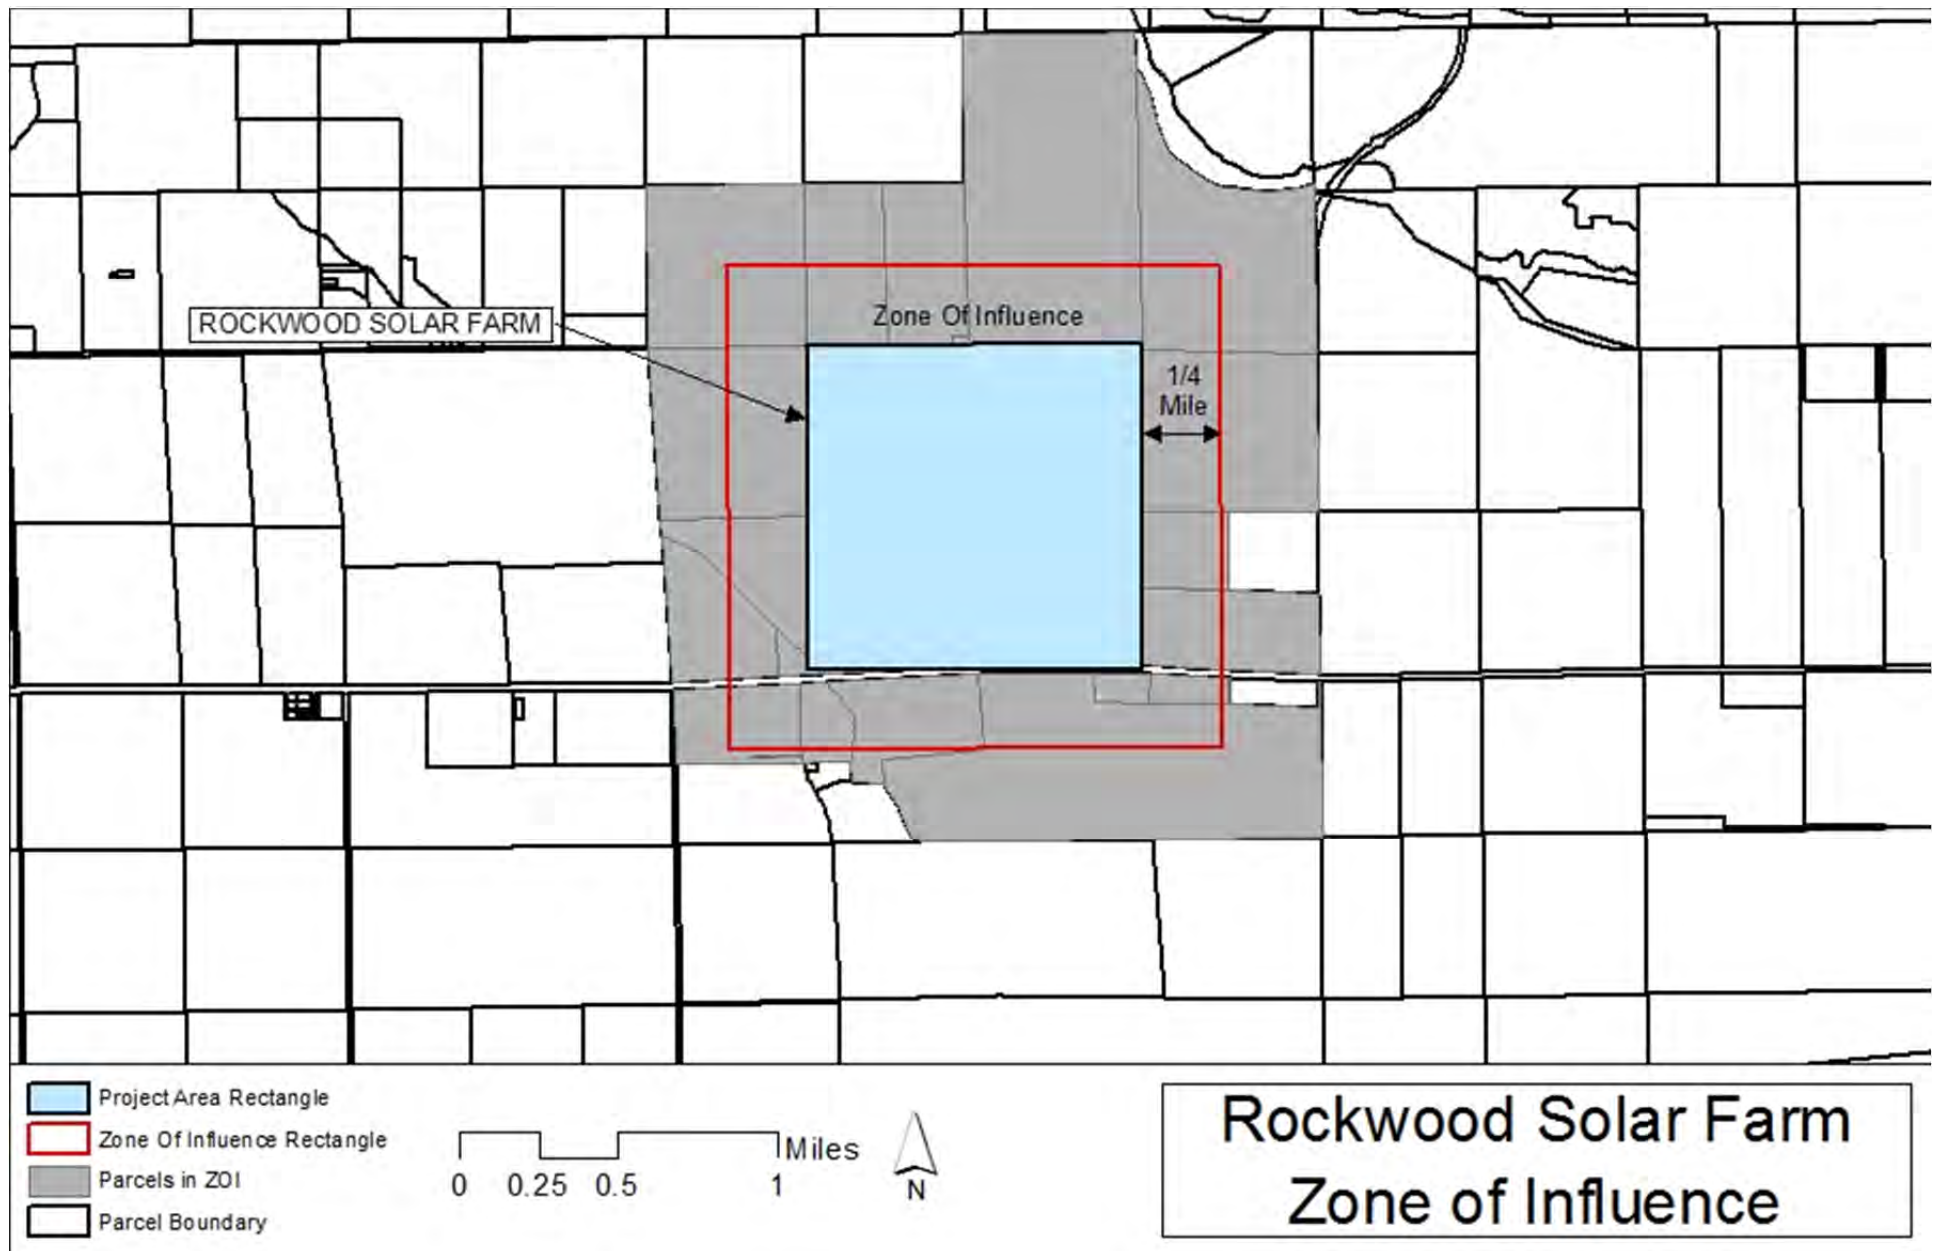 ROCKWOOD SOLAR FARM
Zone Of Influence
1/4
Mile
Project Area Rectangle
Zone Of Influence Rectangle
Parcels in ZOI
Parcel Boundary
Miles
0 0.25 0.5 1
N
Rockwood Solar Farm
Zone of Influence